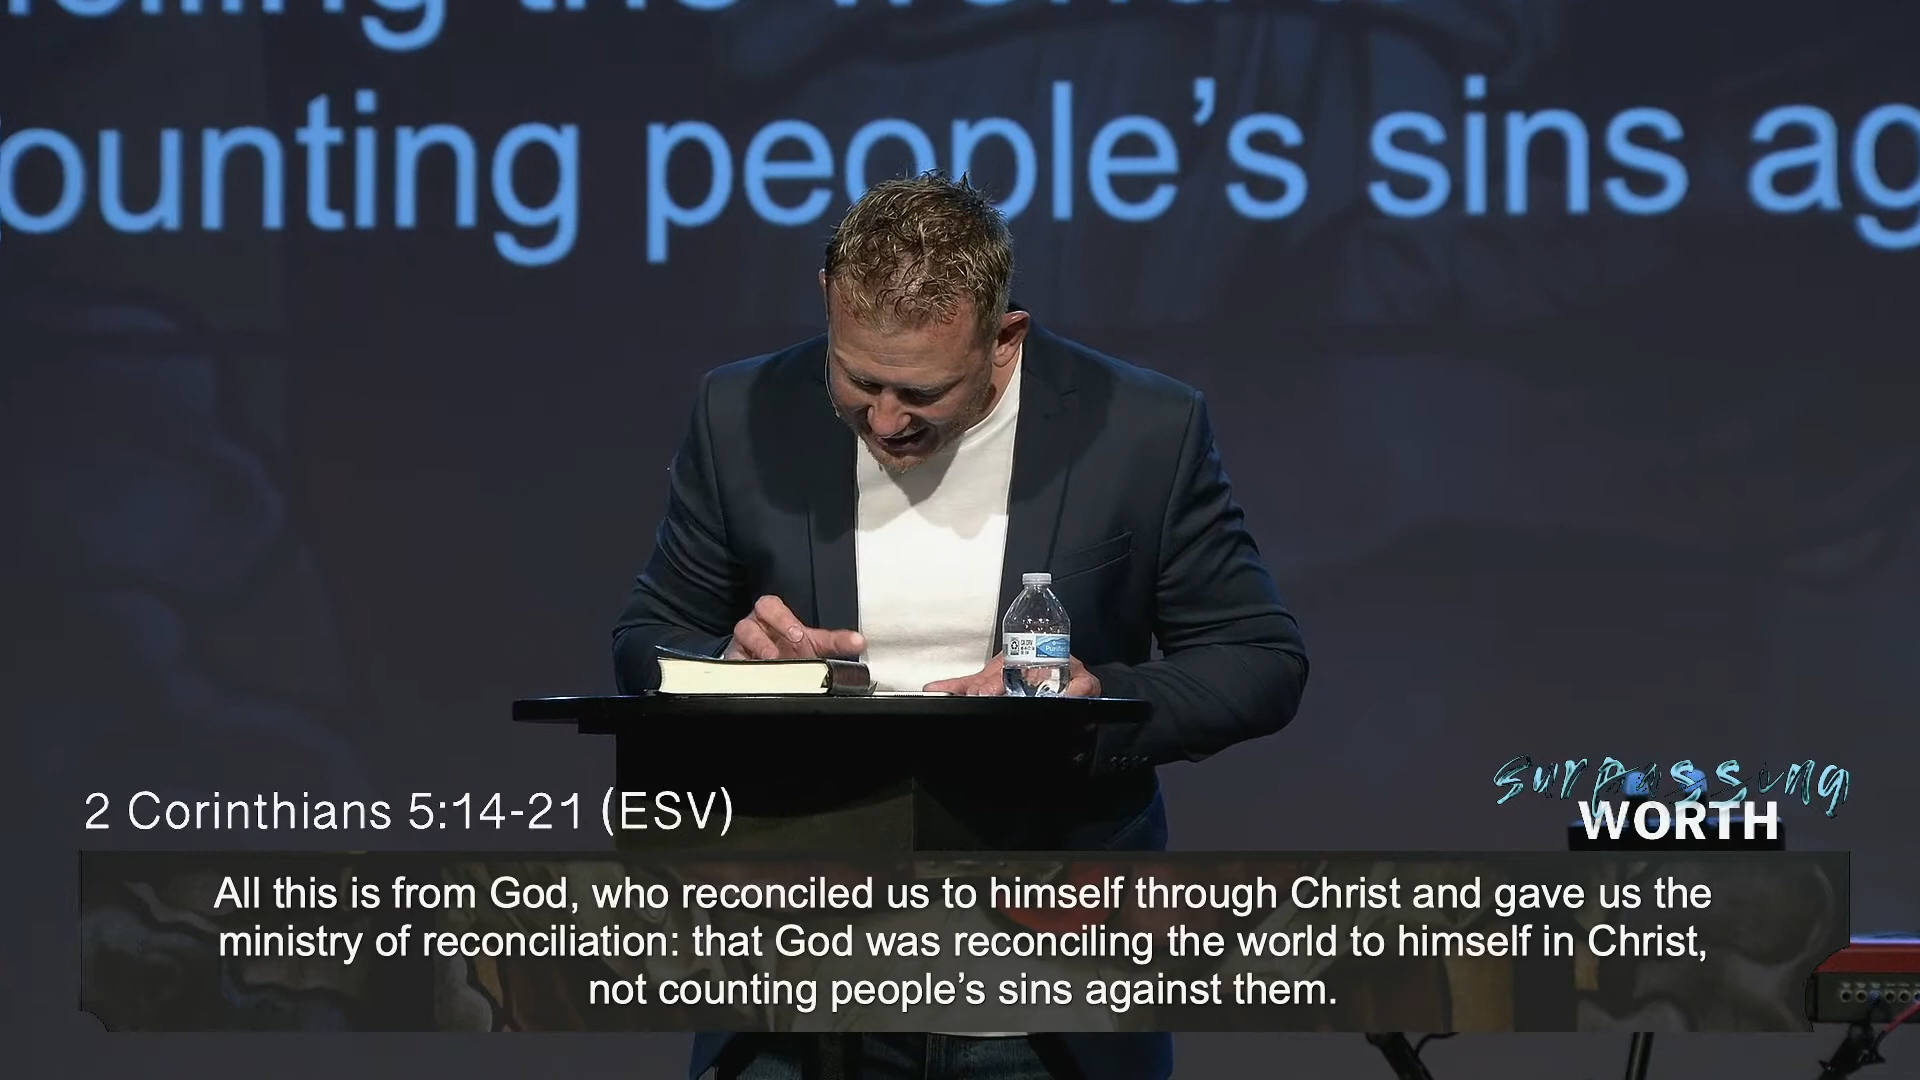 counting people's sins ag
2 Corinthians 5:14-21 (ESV)
surpassing
WORTH
All this is from God, who reconciled us to himself through Christ and gave us the
ministry of reconciliation: that God was reconciling the world to himself in Christ,
not counting people's sins against them.